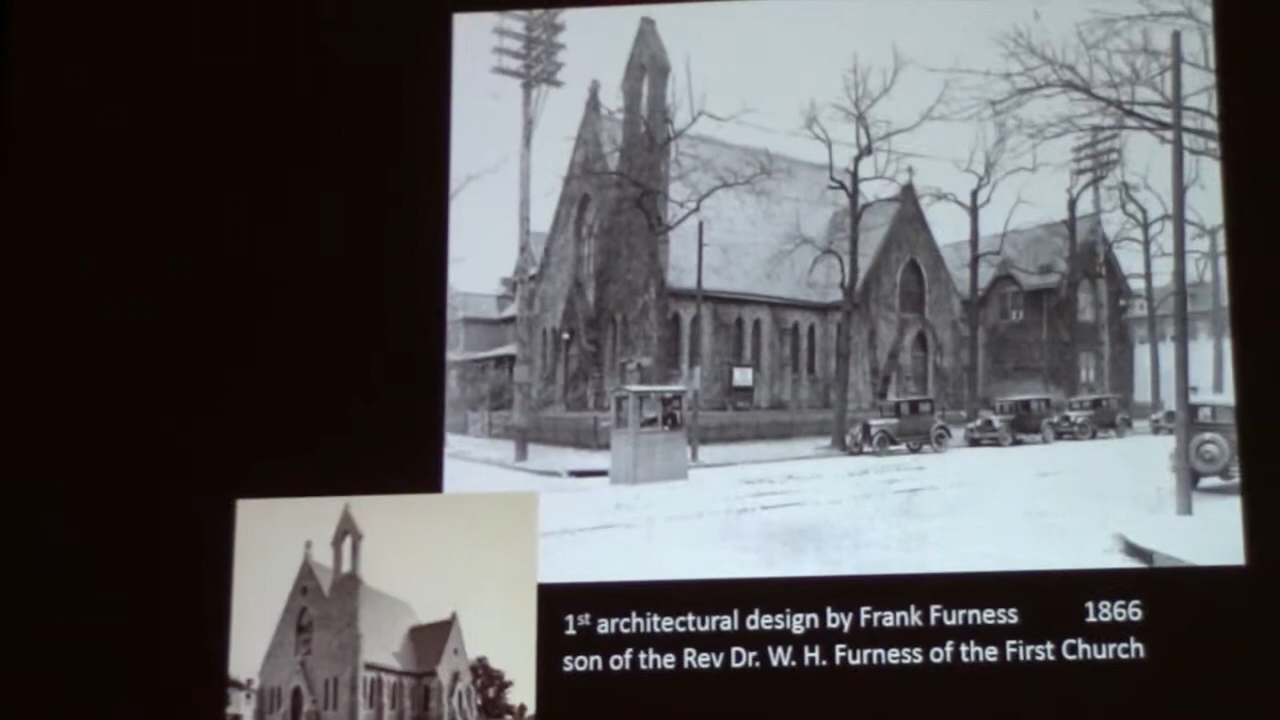 1st architectural design by Frank Furness 1866
son of the Rev Dr. W. H. Furness of the First Church